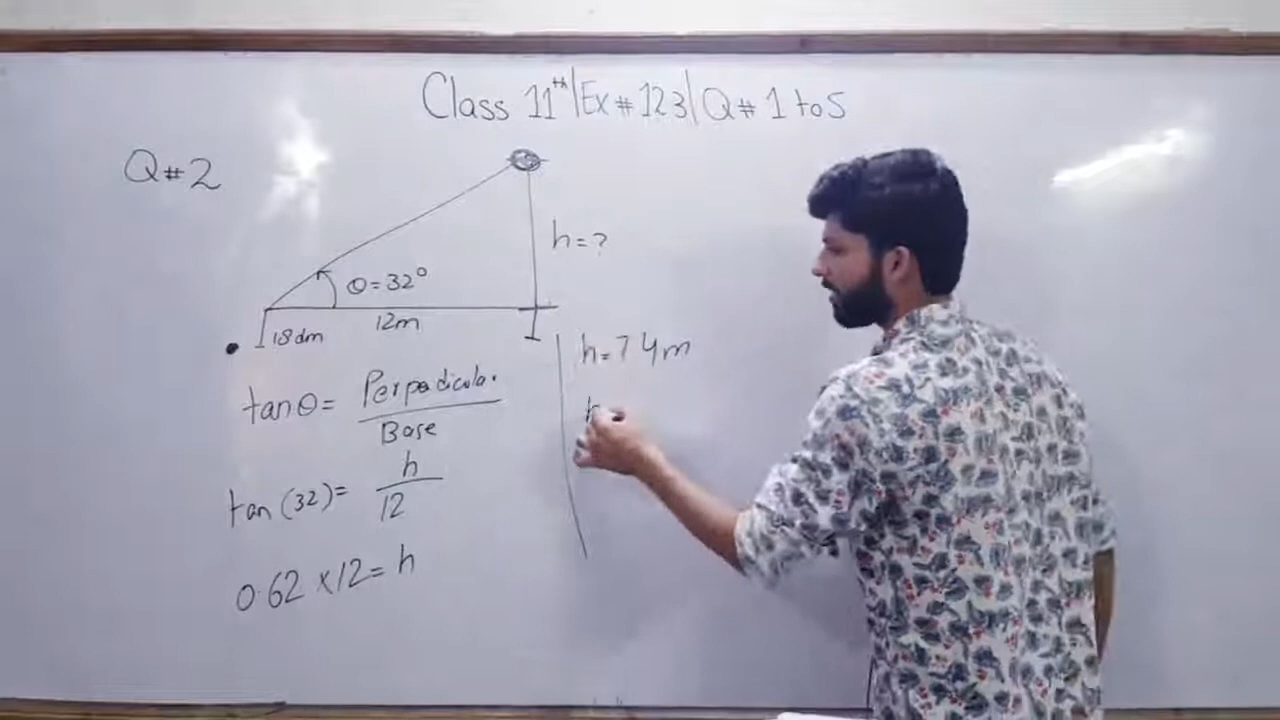 Class 11th | Ex # 12 3 | Q # 1 to 5
Q # 2
h = ?
θ = 32°
12m
18dm
tanθ = Perpedicular / Base
tan (32) = h / 12
0.62 × 12 = h
h = 7 4m
h